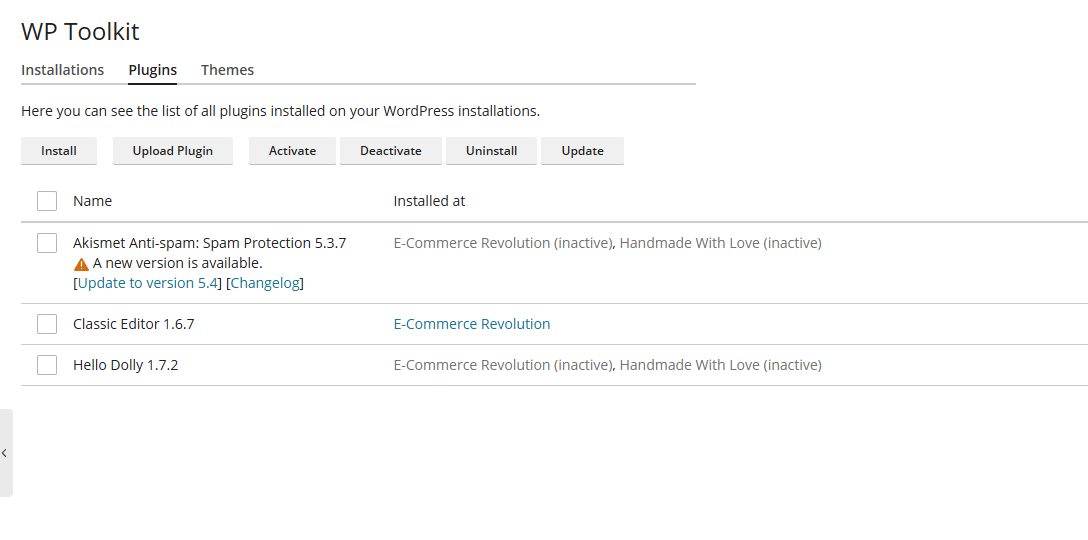 WP Toolkit
Installations Plugins Themes
Here you can see the list of all plugins installed on your WordPress installations.
Install Upload Plugin Activate Deactivate Uninstall Update
Name Installed at
Akismet Anti-spam: Spam Protection 5.3.7 E-Commerce Revolution (inactive), Handmade With Love (inactive)
A new version is available.
[Update to version 5.4] [Changelog]
Classic Editor 1.6.7 E-Commerce Revolution
Hello Dolly 1.7.2 E-Commerce Revolution (inactive), Handmade With Love (inactive)